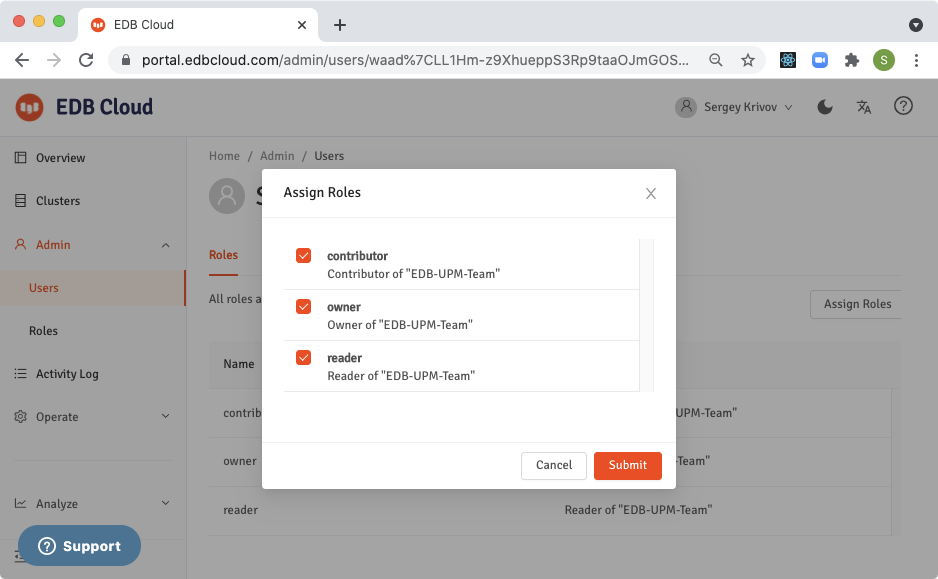 EDB Cloud
portal.edbcloud.com/admin/users/waad%7CLL1Hm-z9XhueppS3Rp9taaOJmGOS...
S
EDB Cloud
Sergey Krivov
Overview
Clusters
Admin
Users
Roles
Activity Log
Operate
Analyze
Support
Home / Admin / Users
Roles
All roles a
Assign Roles
Name
contrib
UPM-Team"
owner
-Team"
reader
Reader of "EDB-UPM-Team"
Assign Roles
contributor
Contributor of "EDB-UPM-Team"
owner
Owner of "EDB-UPM-Team"
reader
Reader of "EDB-UPM-Team"
Cancel
Submit